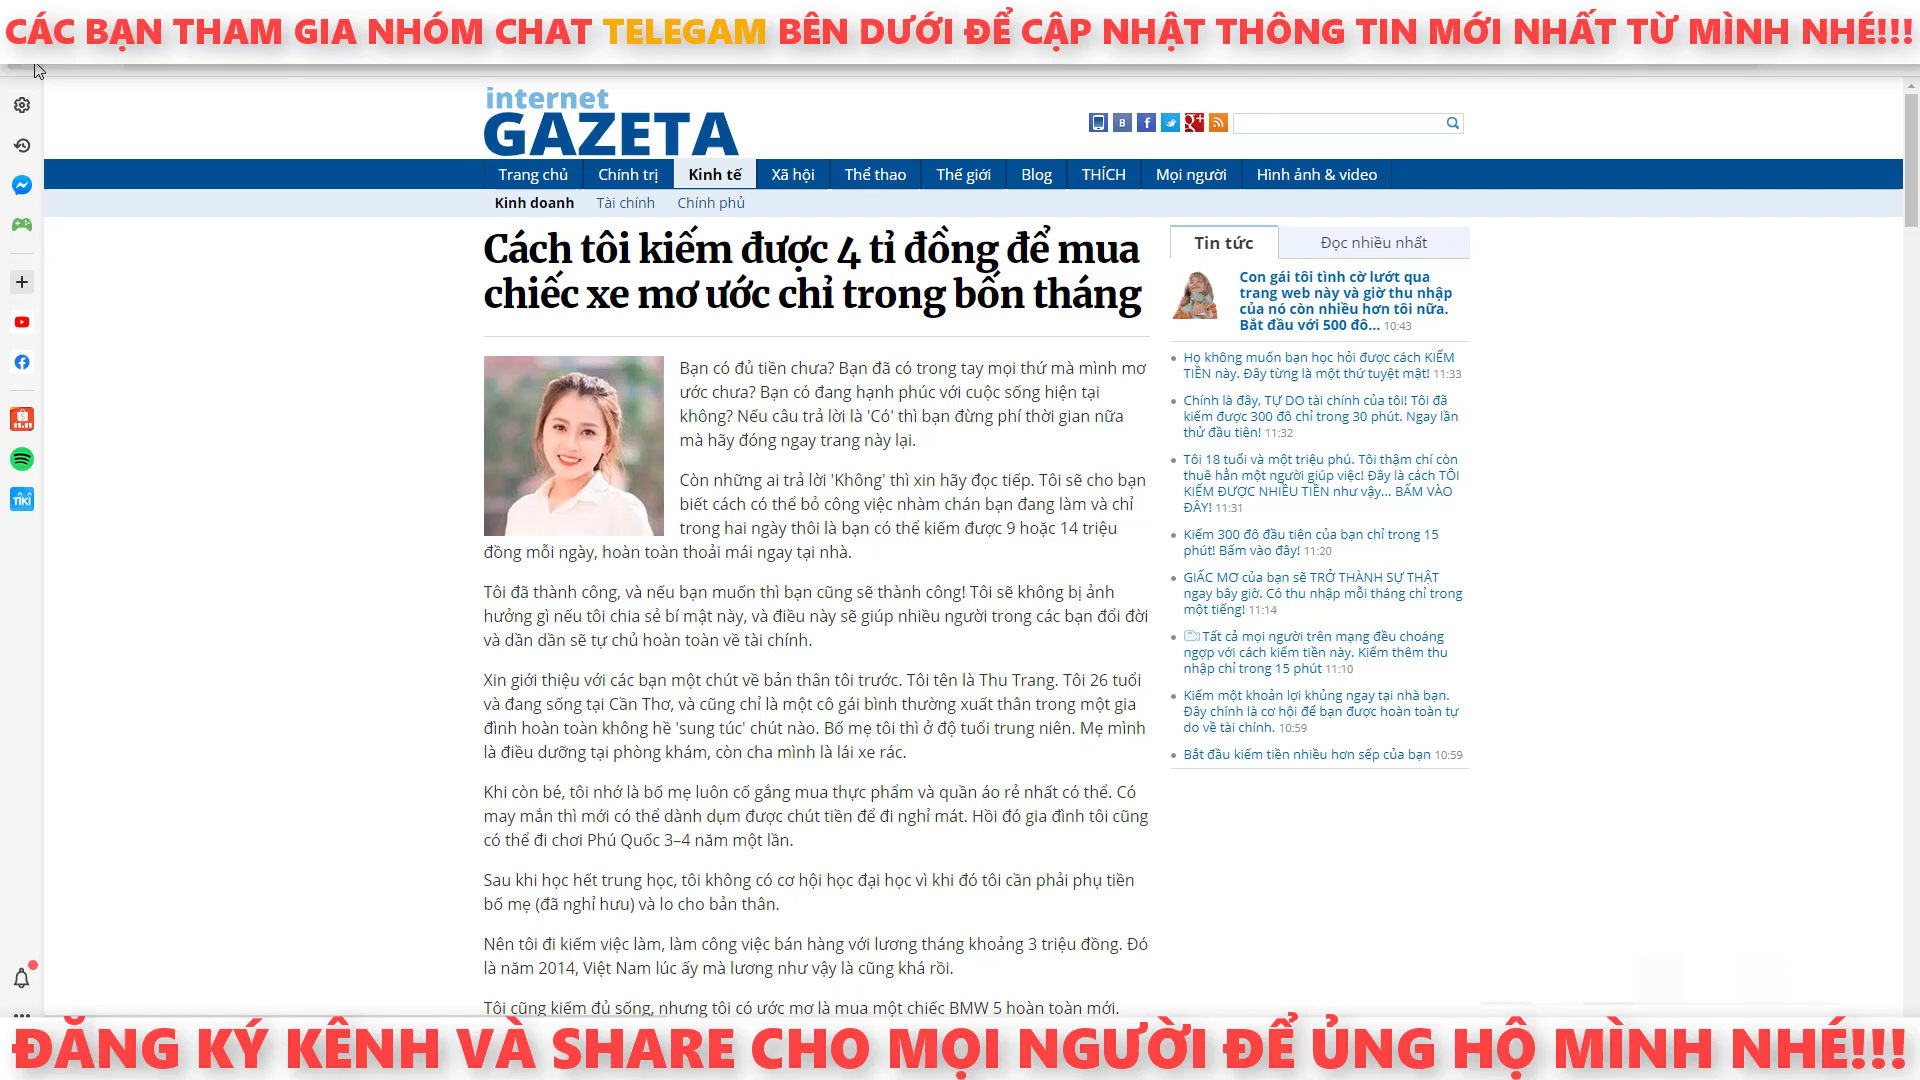 CÁC BẠN THAM GIA NHÓM CHAT TELEGAM BÊN DƯỚI ĐỂ CẬP NHẬT THÔNG TIN MỚI NHẤT TỪ MÌNH NHÉ!!!
internet
GAZETA
Trang chủ Chính trị Kinh tế Xã hội Thể thao Thế giới Blog THÍCH Mọi người Hình ảnh & video
Kinh doanh Tài chính Chính phủ
Cách tôi kiếm được 4 tỉ đồng để mua
chiếc xe mơ ước chỉ trong bốn tháng
Bạn có đủ tiền chưa? Bạn đã có trong tay mọi thứ mà mình mơ
ước chưa? Bạn có đang hạnh phúc với cuộc sống hiện tại
không? Nếu câu trả lời là 'Có' thì bạn đừng phí thời gian nữa
mà hãy đóng ngay trang này lại.
Còn những ai trả lời 'Không' thì xin hãy đọc tiếp. Tôi sẽ cho bạn
biết cách có thể bỏ công việc nhàm chán bạn đang làm và chỉ
trong hai ngày thôi là bạn có thể kiếm được 9 hoặc 14 triệu
đồng mỗi ngày, hoàn toàn thoải mái ngay tại nhà.
Tôi đã thành công, và nếu bạn muốn thì bạn cũng sẽ thành công! Tôi sẽ không bị ảnh
hưởng gì nếu tôi chia sẻ bí mật này, và điều này sẽ giúp nhiều người trong các bạn đổi đời
và dần dần sẽ tự chủ hoàn toàn về tài chính.
Xin giới thiệu với các bạn một chút về bản thân tôi trước. Tôi tên là Thu Trang. Tôi 26 tuổi
và đang sống tại Cần Thơ, và cũng chỉ là một cô gái bình thường xuất thân trong một gia
đình hoàn toàn không hề 'sung túc' chút nào. Bố mẹ tôi thì ở độ tuổi trung niên. Mẹ mình
là điều dưỡng tại phòng khám, còn cha mình là lái xe rác.
Khi còn bé, tôi nhớ là bố mẹ luôn cố gắng mua thực phẩm và quần áo rẻ nhất có thể. Có
may mắn thì mới có thể dành dụm được chút tiền để đi nghỉ mát. Hồi đó gia đình tôi cũng
có thể đi chơi Phú Quốc 3–4 năm một lần.
Sau khi học hết trung học, tôi không có cơ hội học đại học vì khi đó tôi cần phải phụ tiền
bố mẹ (đã nghỉ hưu) và lo cho bản thân.
Nên tôi đi kiếm việc làm, làm công việc bán hàng với lương tháng khoảng 3 triệu đồng. Đó
là năm 2014, Việt Nam lúc ấy mà lương như vậy là cũng khá rồi.
Tôi cũng kiếm đủ sống, nhưng tôi có ước mơ là mua một chiếc BMW 5 hoàn toàn mới.
Tin tức Đọc nhiều nhất
Con gái tôi tình cờ lướt qua
trang web này và giờ thu nhập
của nó còn nhiều hơn tôi nữa.
Bắt đầu với 500 đô... 10:43
Họ không muốn bạn học hỏi được cách KIẾM
TIỀN này. Đây từng là một thứ tuyệt mật! 11:33
Chính là đây, TỰ DO tài chính của tôi! Tôi đã
kiếm được 300 đô chỉ trong 30 phút. Ngay lần
thử đầu tiên! 11:32
Tôi 18 tuổi và một triệu phú. Tôi thậm chí còn
thuê hẳn một người giúp việc! Đây là cách TÔI
KIẾM ĐƯỢC NHIỀU TIỀN như vậy... BẤM VÀO
ĐÂY! 11:31
Kiếm 300 đô đầu tiên của bạn chỉ trong 15
phút! Bấm vào đây! 11:20
GIẤC MƠ của bạn sẽ TRỞ THÀNH SỰ THẬT
ngay bây giờ. Có thu nhập mỗi tháng chỉ trong
một tiếng! 11:14
Tất cả mọi người trên mạng đều choáng
ngợp với cách kiếm tiền này. Kiếm thêm thu
nhập chỉ trong 15 phút 11:10
Kiếm một khoản lợi khủng ngay tại nhà bạn.
Đây chính là cơ hội để bạn được hoàn toàn tự
do về tài chính. 10:59
Bắt đầu kiếm tiền nhiều hơn sếp của bạn 10:59
11.11
TIKI
ĐĂNG KÝ KÊNH VÀ SHARE CHO MỌI NGƯỜI ĐỂ ỦNG HỘ MÌNH NHÉ!!!